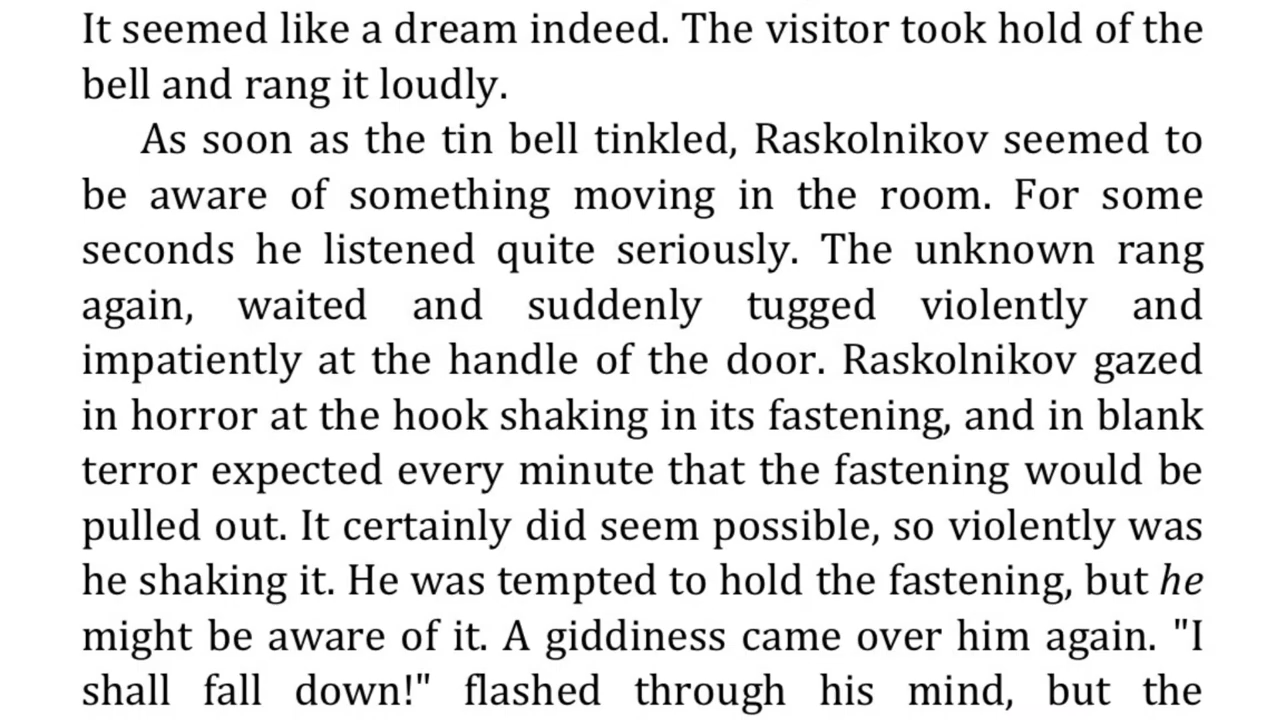 It seemed like a dream indeed. The visitor took hold of the
bell and rang it loudly.
As soon as the tin bell tinkled, Raskolnikov seemed to
be aware of something moving in the room. For some
seconds he listened quite seriously. The unknown rang
again, waited and suddenly tugged violently and
impatiently at the handle of the door. Raskolnikov gazed
in horror at the hook shaking in its fastening, and in blank
terror expected every minute that the fastening would be
pulled out. It certainly did seem possible, so violently was
he shaking it. He was tempted to hold the fastening, but he
might be aware of it. A giddiness came over him again. "I
shall fall down!" flashed through his mind, but the